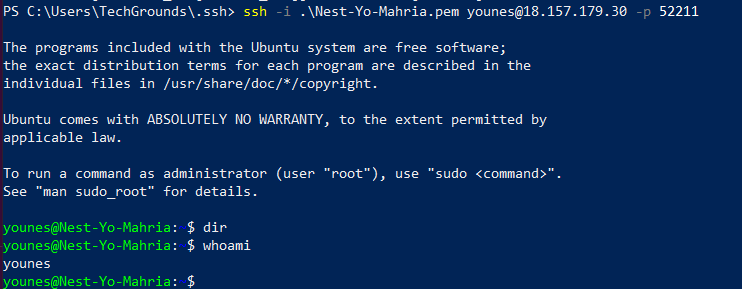 PS C:\Users\TechGrounds\.ssh> ssh -i .\Nest-Yo-Mahria.pem younes@18.157.179.30 -p 52211
The programs included with the Ubuntu system are free software;
the exact distribution terms for each program are described in the
individual files in /usr/share/doc/*/copyright.
Ubuntu comes with ABSOLUTELY NO WARRANTY, to the extent permitted by
applicable law.
To run a command as administrator (user "root"), use "sudo <command>".
See "man sudo_root" for details.
younes@Nest-Yo-Mahria: $ dir
younes@Nest-Yo-Mahria: $ whoami
younes
younes@Nest-Yo-Mahria: $